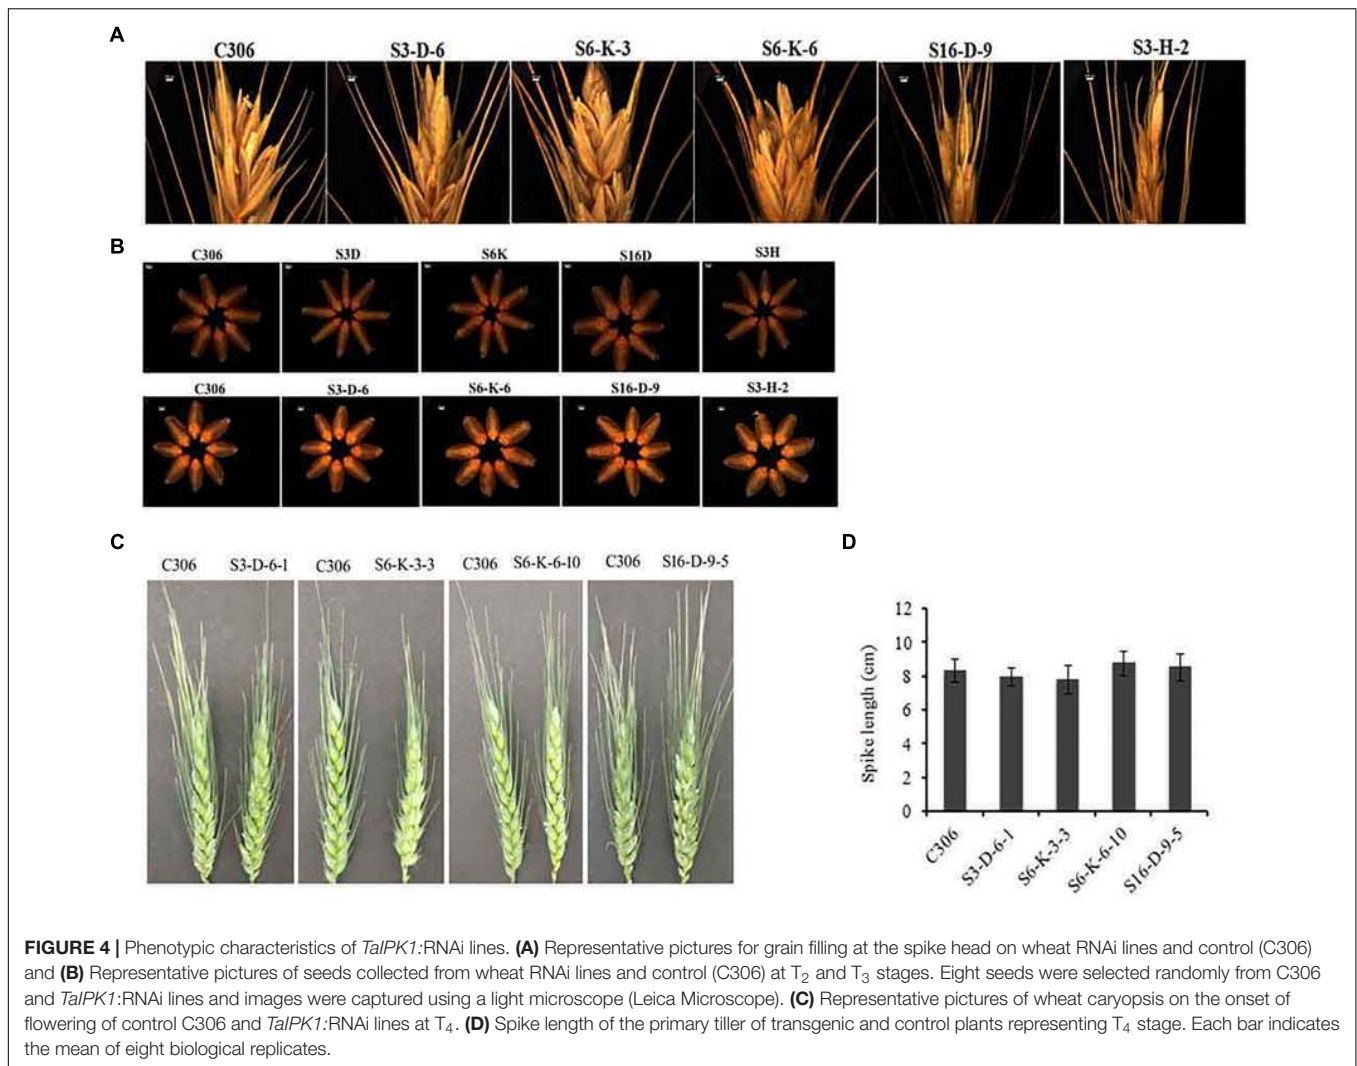 A
C306 S3-D-6 S6-K-3 S6-K-6 S16-D-9 S3-H-2
B
C306 S3D S6K S16D S3H
C306 S3-D-6 S6-K-6 S16-D-9 S3-H-2
C
D
C306 S3-D-6-1 C306 S6-K-3-3 C306 S6-K-6-10 C306 S16-D-9-5
Spike length (cm)
12
10
8
6
4
2
0
C306 S3-D-6-1 S6-K-3-3 S6-K-6-10 S16-D-9-5
FIGURE 4 | Phenotypic characteristics of TaIPK1:RNAi lines. (A) Representative pictures for grain filling at the spike head on wheat RNAi lines and control (C306)
and (B) Representative pictures of seeds collected from wheat RNAi lines and control (C306) at T2 and T3 stages. Eight seeds were selected randomly from C306
and TaIPK1:RNAi lines and images were captured using a light microscope (Leica Microscope). (C) Representative pictures of wheat caryopsis on the onset of
flowering of control C306 and TaIPK1:RNAi lines at T4. (D) Spike length of the primary tiller of transgenic and control plants representing T4 stage. Each bar indicates
the mean of eight biological replicates.